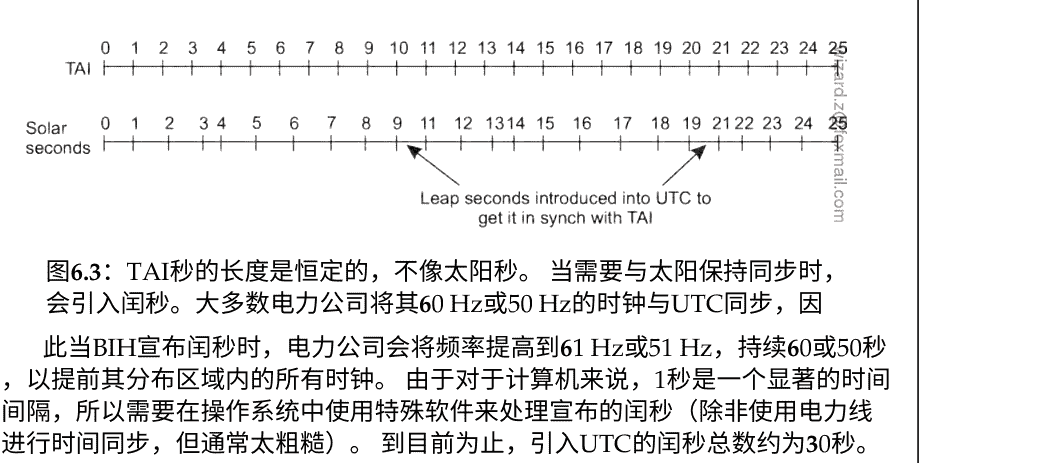 0 1 2 3 4 5 6 7 8 9 10 11 12 13 14 15 16 17 18 19 20 21 22 23 24 25
TAI
0 1 2 3 4 5 6 7 8 9 11 12 13 14 15 16 17 18 19 21 22 23 24 25
Solar
seconds
Leap seconds introduced into UTC to
get it in synch with TAI
图6.3：TAI秒的长度是恒定的，不像太阳秒。 当需要与太阳保持同步时，
会引入闰秒。大多数电力公司将其60 Hz或50 Hz的时钟与UTC同步，因
此当BIH宣布闰秒时，电力公司会将频率提高到61 Hz或51 Hz，持续60或50秒
，以提前其分布区域内的所有时钟。 由于对于计算机来说，1秒是一个显著的时间
间隔，所以需要在操作系统中使用特殊软件来处理宣布的闰秒（除非使用电力线
进行时间同步，但通常太粗糙）。 到目前为止，引入UTC的闰秒总数约为30秒。